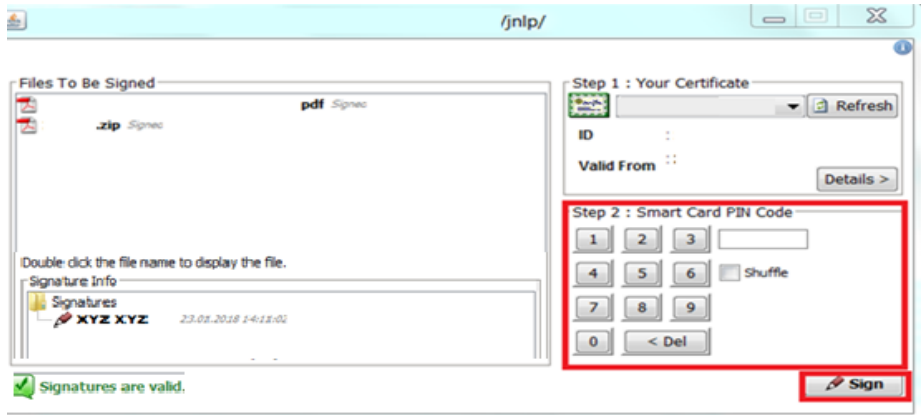 /jnlp/
Files To Be Signed
pdf Signed
.zip Signed
Double click the file name to display the file.
Signature Info
Signatures
XYZ XYZ 23.01.2018 14:11:02
Signatures are valid.
Step 1 : Your Certificate
Refresh
ID :
Valid From ::
Details >
Step 2 : Smart Card PIN Code
1 2 3
4 5 6 Shuffle
7 8 9
0 < Del
Sign